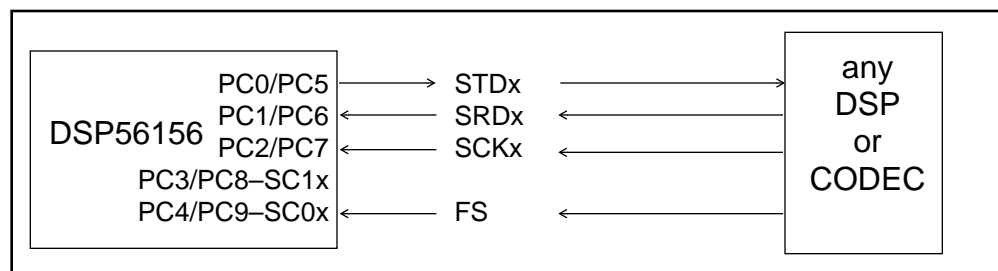 PC0/PC5 STDx any
PC1/PC6 SRDx DSP
DSP56156 PC2/PC7 SCKx or
PC3/PC8–SC1x CODEC
PC4/PC9–SC0x FS